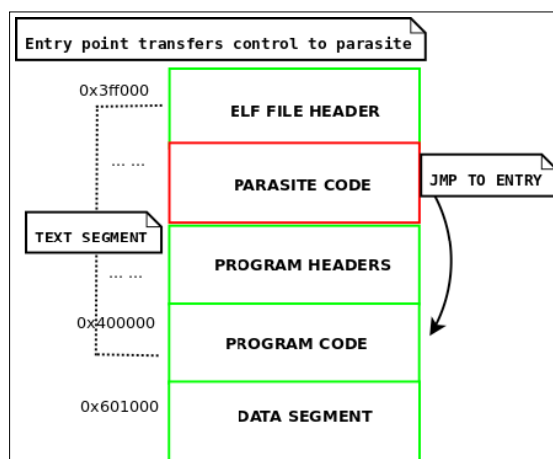 Entry point transfers control to parasite
0x3ff000
ELF FILE HEADER
... ...
PARASITE CODE
JMP TO ENTRY
TEXT SEGMENT
... ...
PROGRAM HEADERS
0x400000
PROGRAM CODE
0x601000
DATA SEGMENT